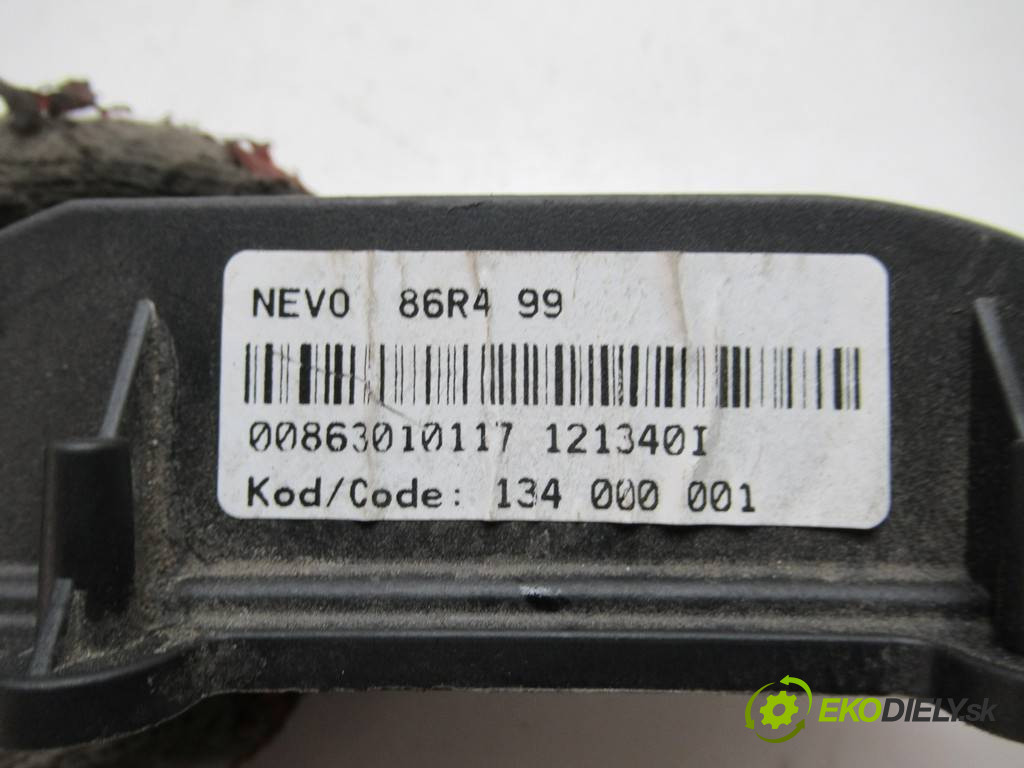 NEVO 86R4 99
00863010117 121340I
Kod/Code: 134 000 001
EKODIELY.sk